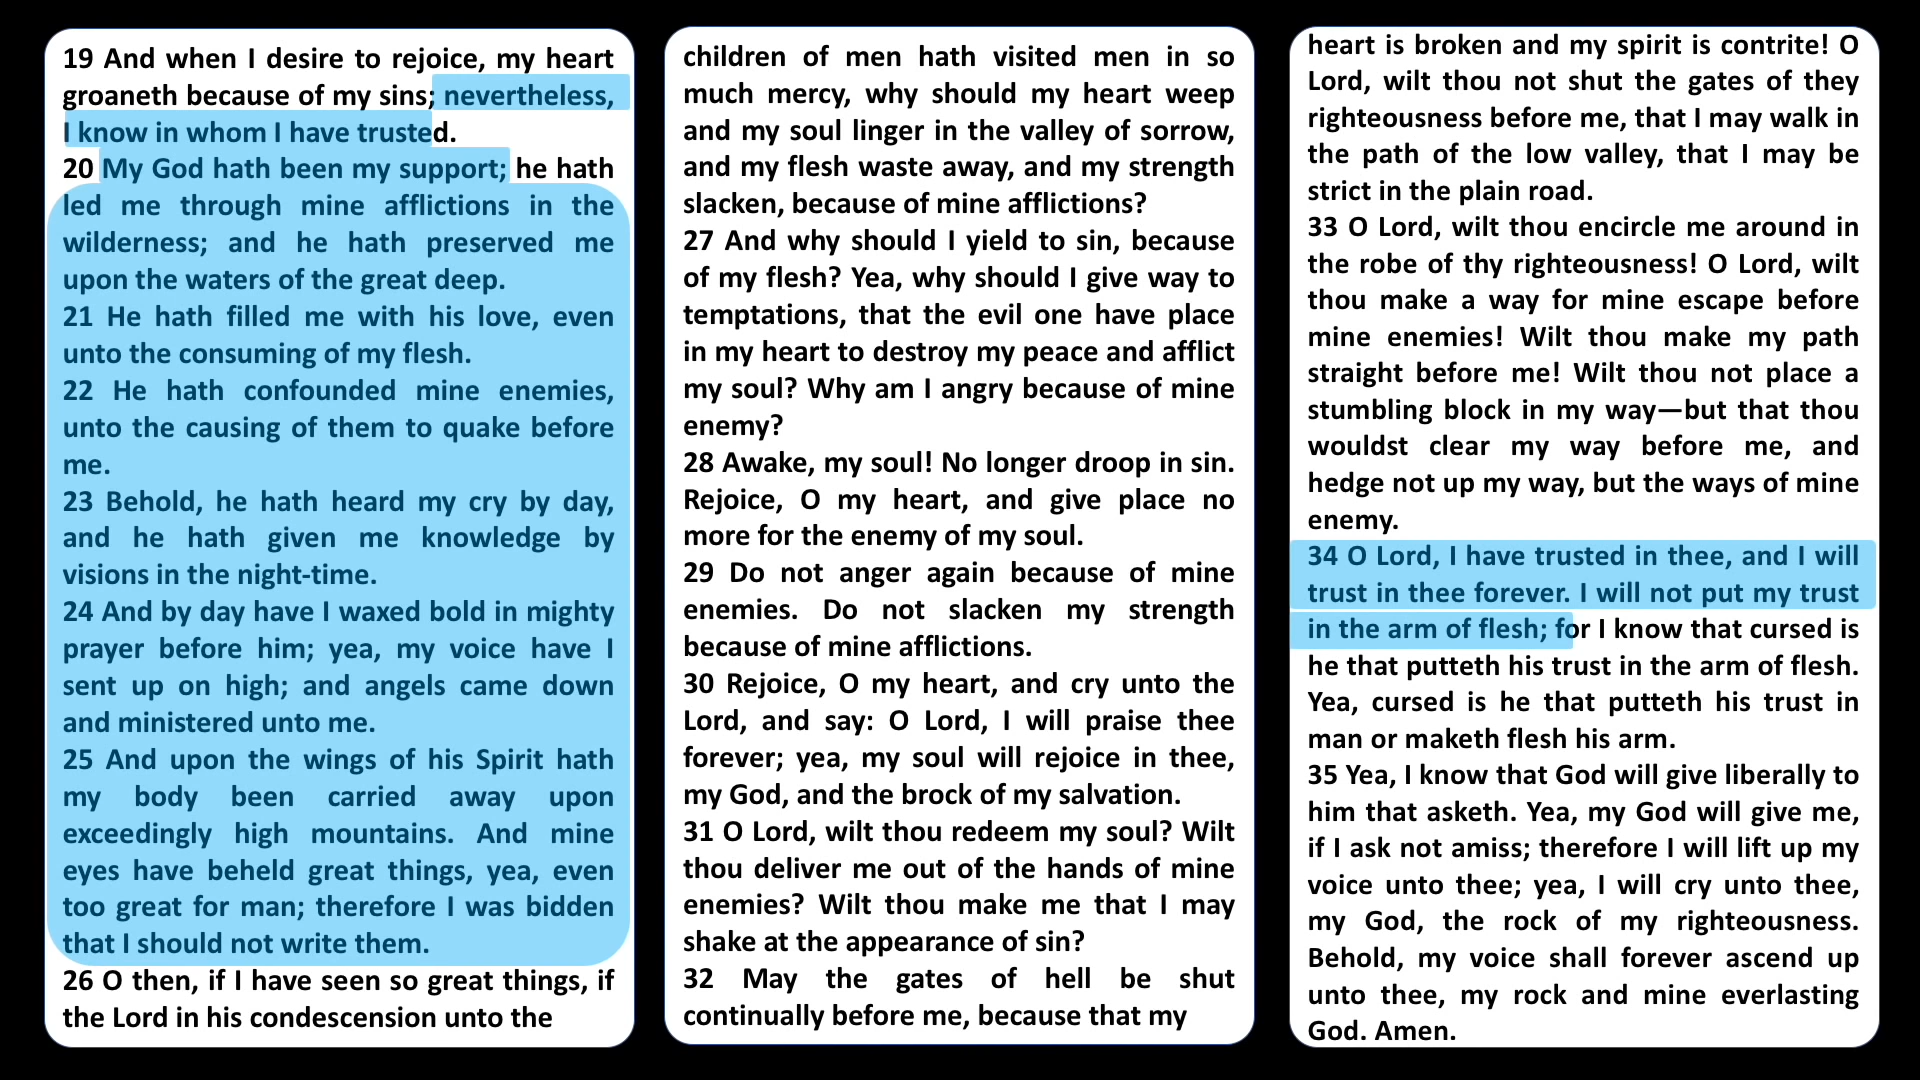 19 And when I desire to rejoice, my heart
groaneth because of my sins; nevertheless,
I know in whom I have trusted.
20 My God hath been my support; he hath
led me through mine afflictions in the
wilderness; and he hath preserved me
upon the waters of the great deep.
21 He hath filled me with his love, even
unto the consuming of my flesh.
22 He hath confounded mine enemies,
unto the causing of them to quake before
me.
23 Behold, he hath heard my cry by day,
and he hath given me knowledge by
visions in the night-time.
24 And by day have I waxed bold in mighty
prayer before him; yea, my voice have I
sent up on high; and angels came down
and ministered unto me.
25 And upon the wings of his Spirit hath
my body been carried away upon
exceedingly high mountains. And mine
eyes have beheld great things, yea, even
too great for man; therefore I was bidden
that I should not write them.
26 O then, if I have seen so great things, if
the Lord in his condescension unto the
children of men hath visited men in so
much mercy, why should my heart weep
and my soul linger in the valley of sorrow,
and my flesh waste away, and my strength
slacken, because of mine afflictions?
27 And why should I yield to sin, because
of my flesh? Yea, why should I give way to
temptations, that the evil one have place
in my heart to destroy my peace and afflict
my soul? Why am I angry because of mine
enemy?
28 Awake, my soul! No longer droop in sin.
Rejoice, O my heart, and give place no
more for the enemy of my soul.
29 Do not anger again because of mine
enemies. Do not slacken my strength
because of mine afflictions.
30 Rejoice, O my heart, and cry unto the
Lord, and say: O Lord, I will praise thee
forever; yea, my soul will rejoice in thee,
my God, and the brock of my salvation.
31 O Lord, wilt thou redeem my soul? Wilt
thou deliver me out of the hands of mine
enemies? Wilt thou make me that I may
shake at the appearance of sin?
32 May the gates of hell be shut
continually before me, because that my
heart is broken and my spirit is contrite! O
Lord, wilt thou not shut the gates of they
righteousness before me, that I may walk in
the path of the low valley, that I may be
strict in the plain road.
33 O Lord, wilt thou encircle me around in
the robe of thy righteousness! O Lord, wilt
thou make a way for mine escape before
mine enemies! Wilt thou make my path
straight before me! Wilt thou not place a
stumbling block in my way—but that thou
wouldst clear my way before me, and
hedge not up my way, but the ways of mine
enemy.
34 O Lord, I have trusted in thee, and I will
trust in thee forever. I will not put my trust
in the arm of flesh; for I know that cursed is
he that putteth his trust in the arm of flesh.
Yea, cursed is he that putteth his trust in
man or maketh flesh his arm.
35 Yea, I know that God will give liberally to
him that asketh. Yea, my God will give me,
if I ask not amiss; therefore I will lift up my
voice unto thee; yea, I will cry unto thee,
my God, the rock of my righteousness.
Behold, my voice shall forever ascend up
unto thee, my rock and mine everlasting
God. Amen.